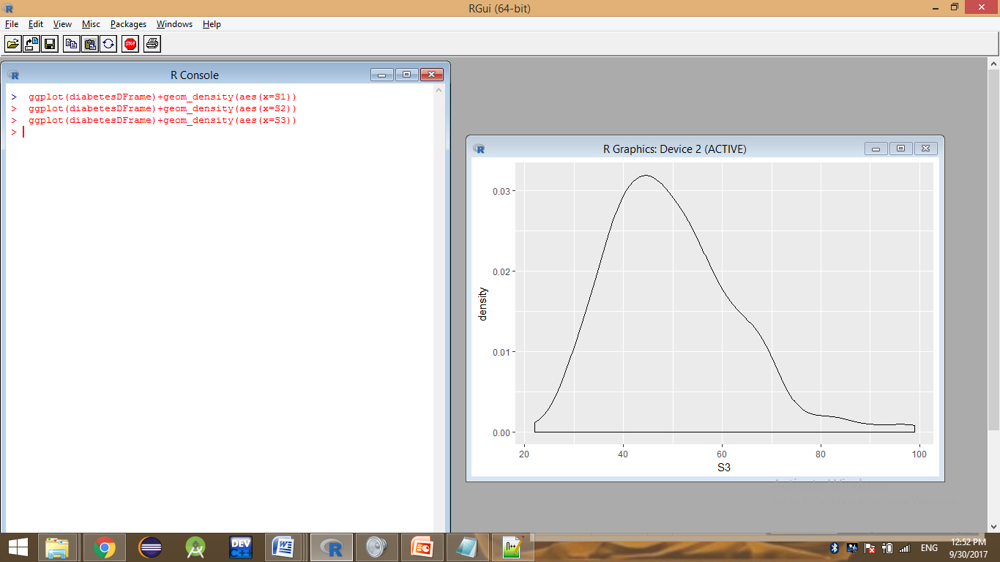 RGui (64-bit)
File Edit View Misc Packages Windows Help
STOP
R Console
> ggplot(diabetesDFrame)+geom_density(aes(x=S1))
> ggplot(diabetesDFrame)+geom_density(aes(x=S2))
> ggplot(diabetesDFrame)+geom_density(aes(x=S3))
>
R Graphics: Device 2 (ACTIVE)
0.03
0.02
0.01
0.00
density
20 40 60 80 100
S3
DEV
C++
ENG
12:52 PM
9/30/2017